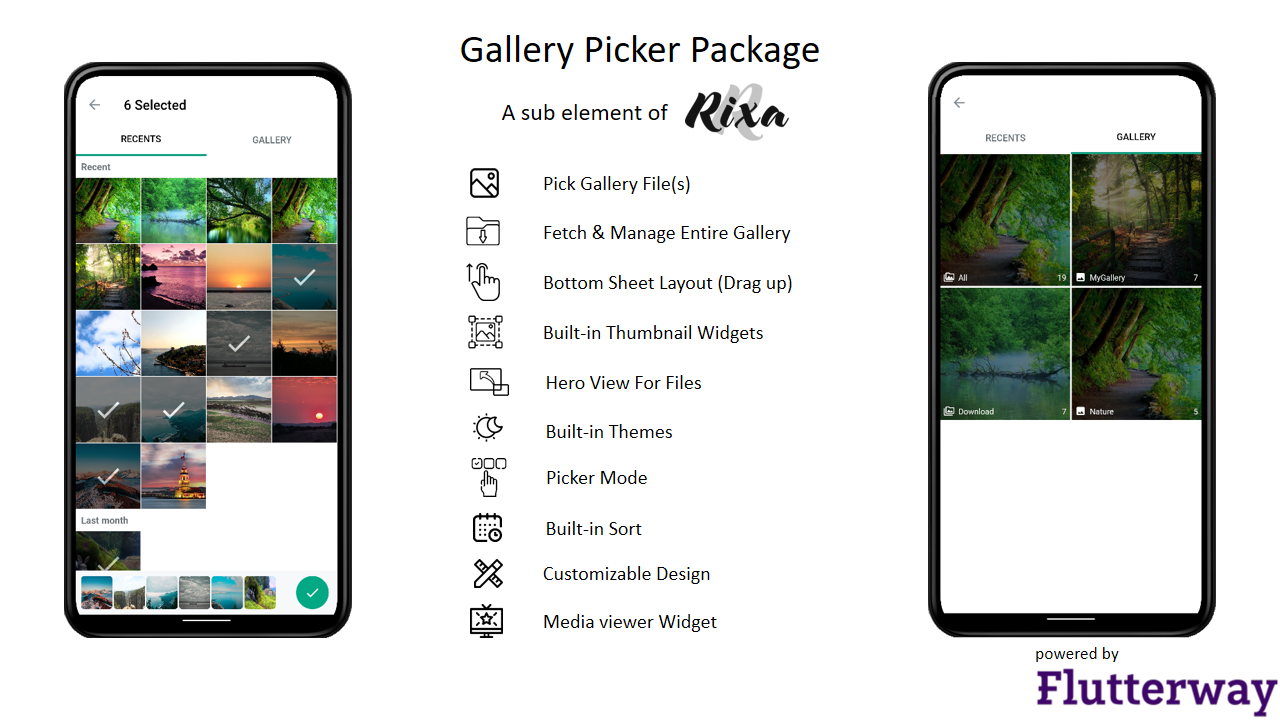 Gallery Picker Package
A sub element of Rixa
6 Selected
RECENTS GALLERY
Recent
Last month
Pick Gallery File(s)
Fetch & Manage Entire Gallery
Bottom Sheet Layout (Drag up)
Built-in Thumbnail Widgets
Hero View For Files
Built-in Themes
Picker Mode
Built-in Sort
Customizable Design
Media viewer Widget
RECENTS GALLERY
All 19
MyGallery 7
Download 7
Nature 5
powered by
Flutterway